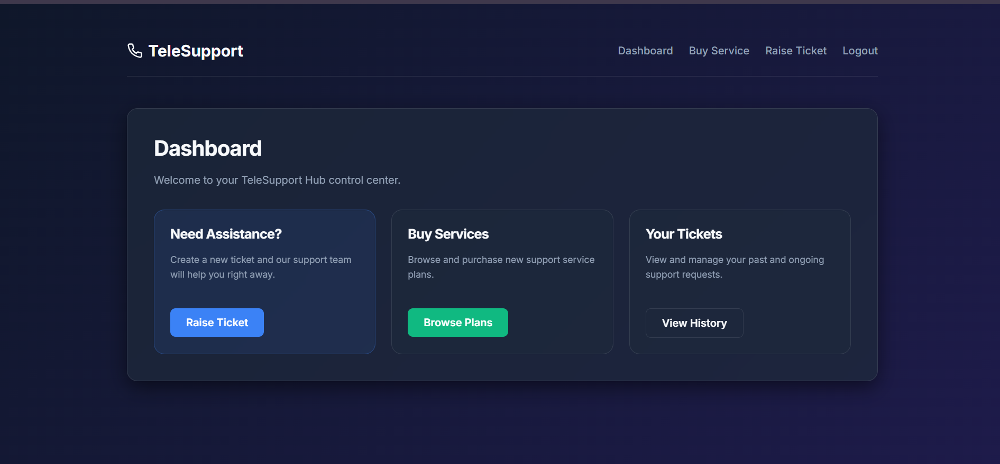 TeleSupport
Dashboard
Buy Service
Raise Ticket
Logout
Dashboard
Welcome to your TeleSupport Hub control center.
Need Assistance?
Create a new ticket and our support team
will help you right away.
Raise Ticket
Buy Services
Browse and purchase new support service
plans.
Browse Plans
Your Tickets
View and manage your past and ongoing
support requests.
View History